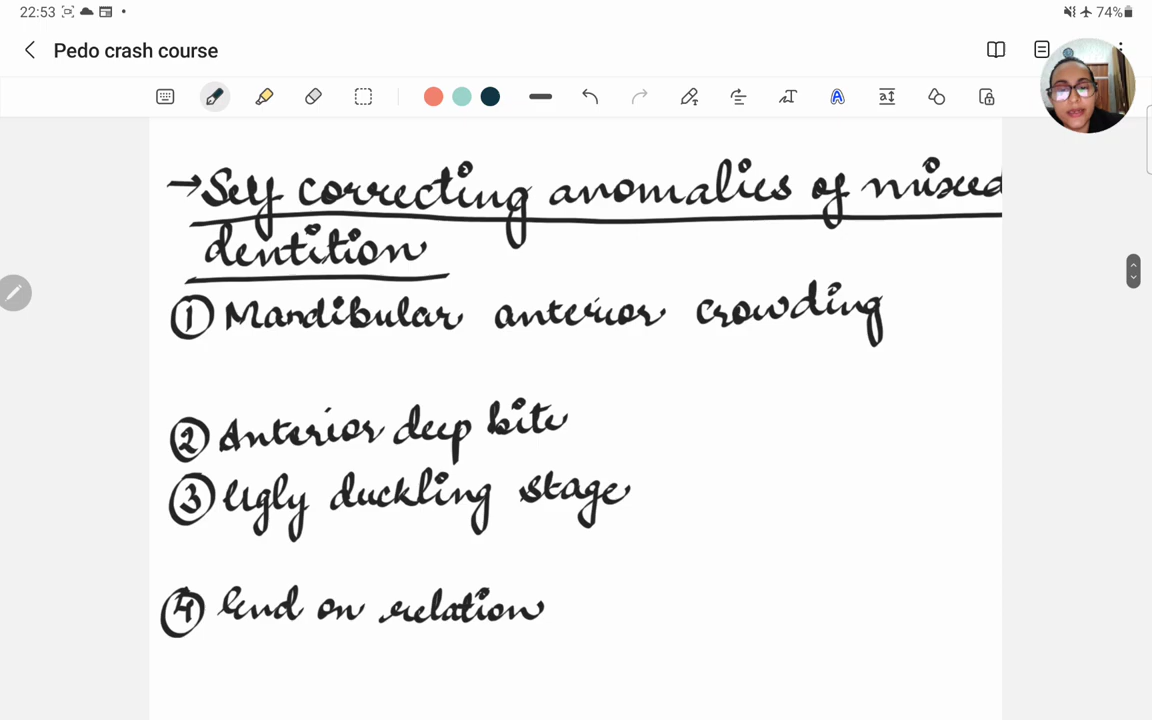 22:53
74%
Pedo crash course
→ Self correcting anomalies of mixed
dentition
① Mandibular anterior crowding
② Anterior deep bite
③ Ugly duckling stage
④ End on relation